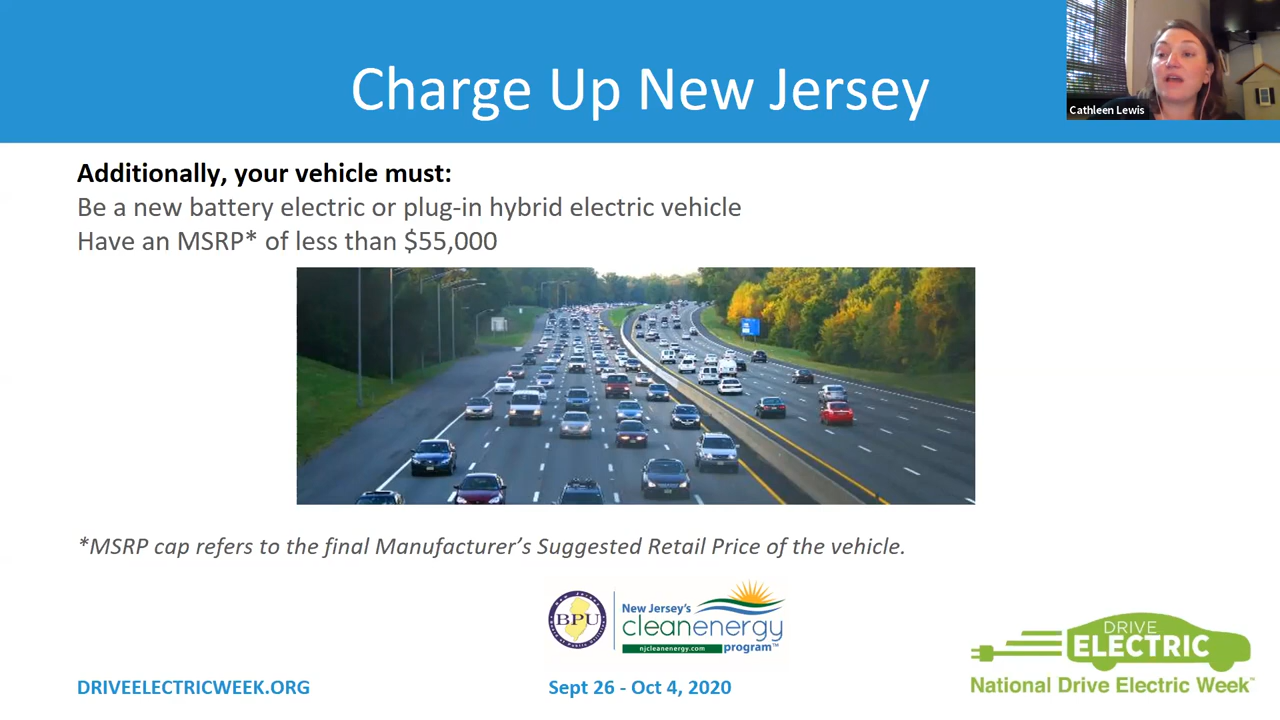 Charge Up New Jersey
Cathleen Lewis
Additionally, your vehicle must:
Be a new battery electric or plug-in hybrid electric vehicle
Have an MSRP* of less than $55,000
*MSRP cap refers to the final Manufacturer's Suggested Retail Price of the vehicle.
BPU
New Jersey's
cleanenergy
njcleanenergy.com
program™
DRIVE
ELECTRIC
National Drive Electric Week™
DRIVEELECTRICWEEK.ORG
Sept 26 - Oct 4, 2020